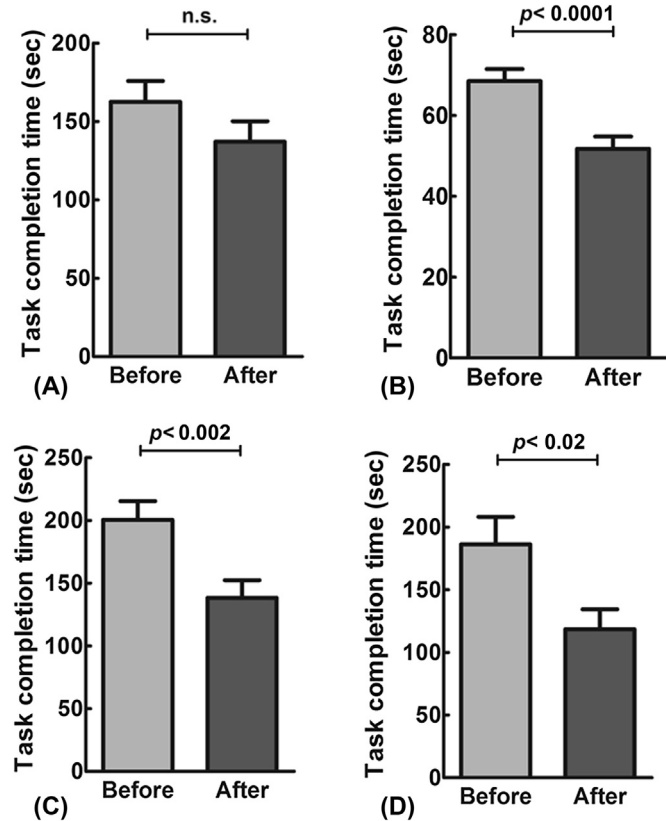 n.s.
Task completion time (sec)
200
150
100
50
0
Before After
(A)
p< 0.0001
Task completion time (sec)
80
60
40
20
0
Before After
(B)
p< 0.002
Task completion time (sec)
250
200
150
100
50
0
Before After
(C)
p< 0.02
Task completion time (sec)
250
200
150
100
50
0
Before After
(D)